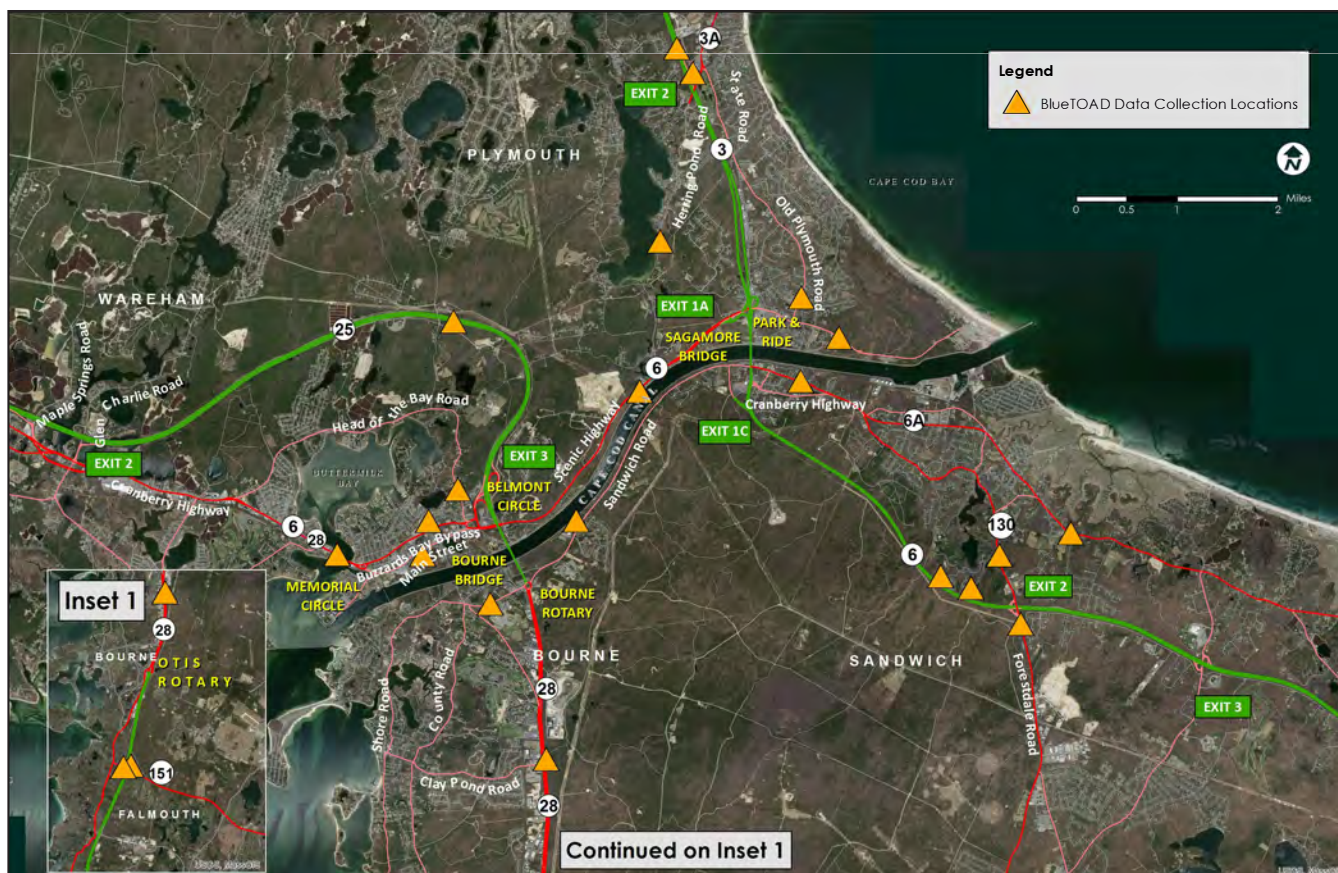 3A
Legend
BlueTOAD Data Collection Locations
EXIT 2
State Road
Herring Pond Road
PLYMOUTH
3
N
CAPE COD BAY
0 0.5 1 2 Miles
Old Plymouth Road
WAREHAM
EXIT 1A
25
PARK &
RIDE
SAGAMORE
BRIDGE
Maple Springs Road
Glen Charlie Road
6
Cranberry Highway
Head of the Bay Road
Scenic Highway
6A
EXIT 1C
CAPE COD CANAL
Sandwich Road
EXIT 2
EXIT 3
BUTTERMILK
BAY
BELMONT
CIRCLE
Cranberry Highway
6
28
130
Buzzards Bay Bypass
Main Street
6
BOURNE
BRIDGE
MEMORIAL
CIRCLE
EXIT 2
BOURNE
ROTARY
Inset 1
28
BOURNE
OTIS
ROTARY
151
FALMOUTH
BOURNE
SANDWICH
County Road
Shore Road
28
Forestdale Road
EXIT 3
Clay Pond Road
28
Continued on Inset 1